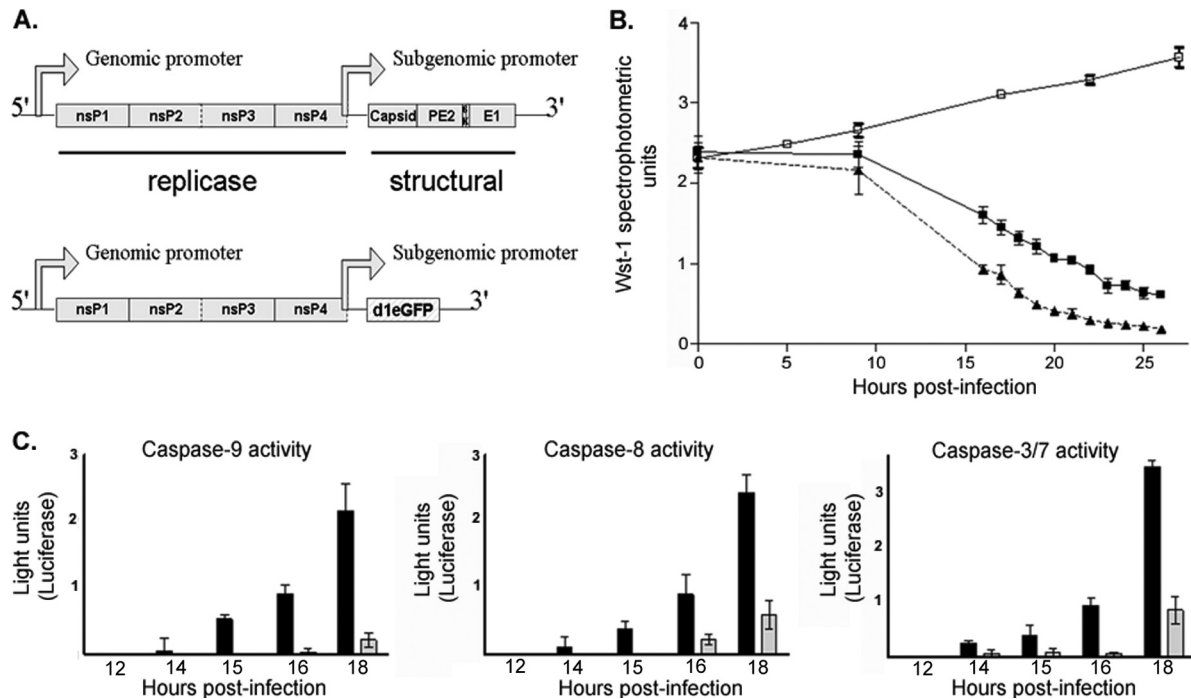 A.
Genomic promoter
Subgenomic promoter
5'
3'
nsP1 nsP2 nsP3 nsP4 Capsid PE2 6K E1
replicase structural
Genomic promoter
Subgenomic promoter
5'
3'
nsP1 nsP2 nsP3 nsP4 d1eGFP
B.
Wst-1 spectrophotometric
units
4
3
2
1
0
0 5 10 15 20 25
Hours post-infection
C.
Caspase-9 activity
Light units
(Luciferase)
3
2
1
12 14 15 16 18
Hours post-infection
Caspase-8 activity
Light units
(Luciferase)
3
2
1
12 14 15 16 18
Hours post-infection
Caspase-3/7 activity
Light units
(Luciferase)
3
2
1
12 14 15 16 18
Hours post-infection